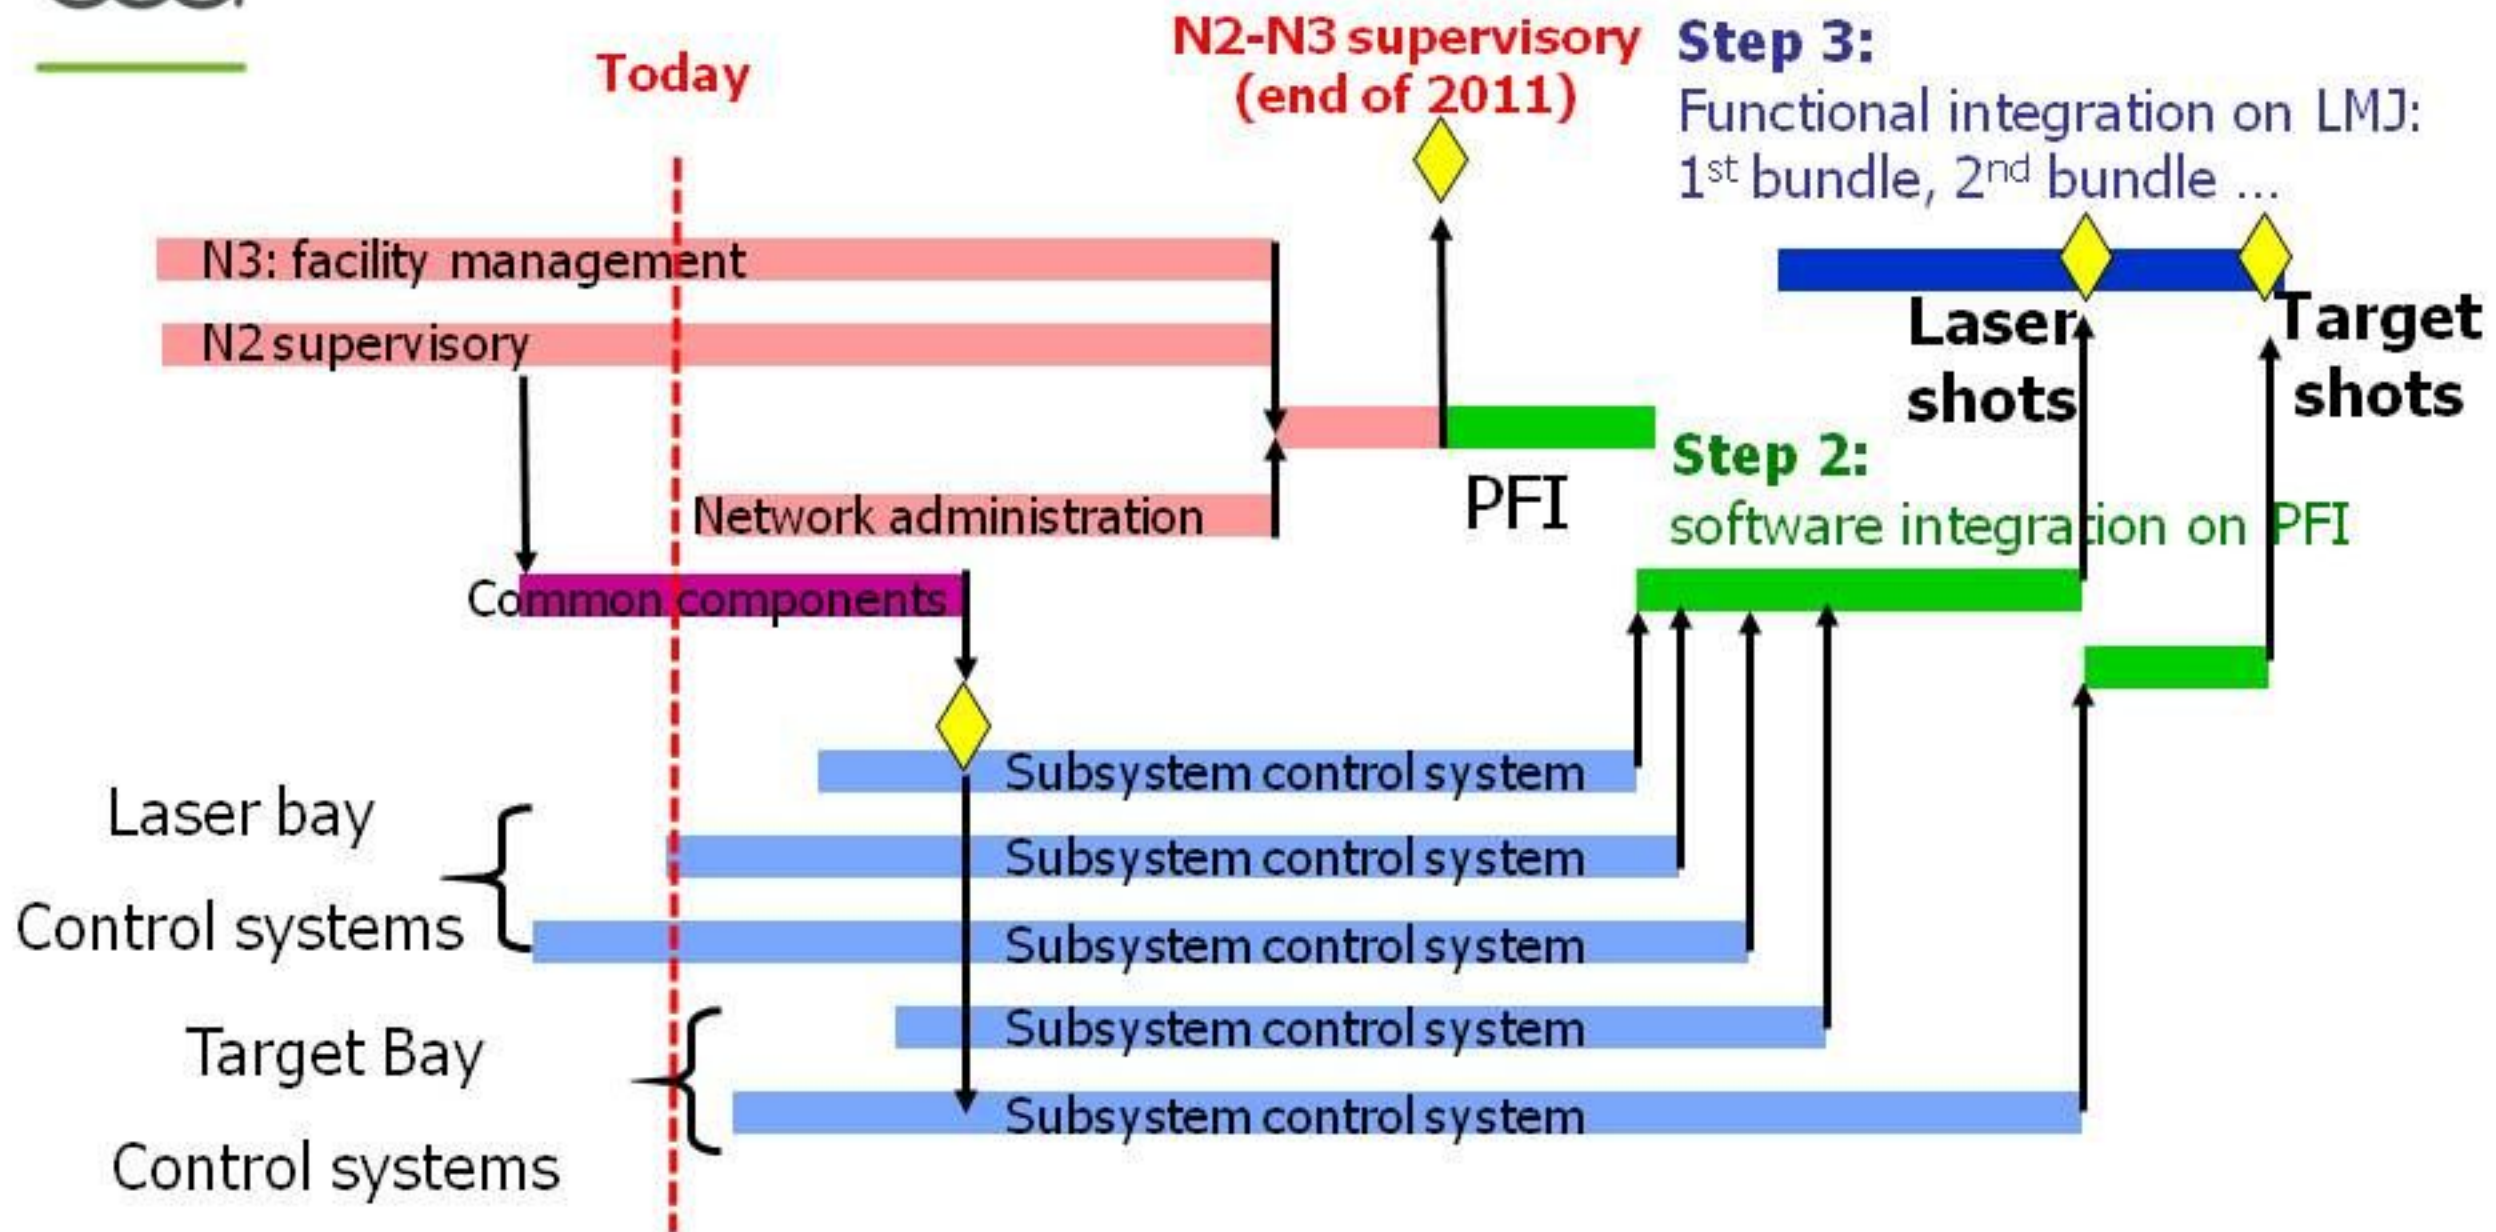 Today
N2-N3 supervisory
(end of 2011)
Step 3:
Functional integration on LMJ:
1st bundle, 2nd bundle ...
N3: facility management
N2 supervisory
Laser
shots
Target
shots
PFI
Step 2:
software integration on PFI
Network administration
Common components
Subsystem control system
Subsystem control system
Subsystem control system
Subsystem control system
Subsystem control system
Laser bay
Control systems
Target Bay
Control systems